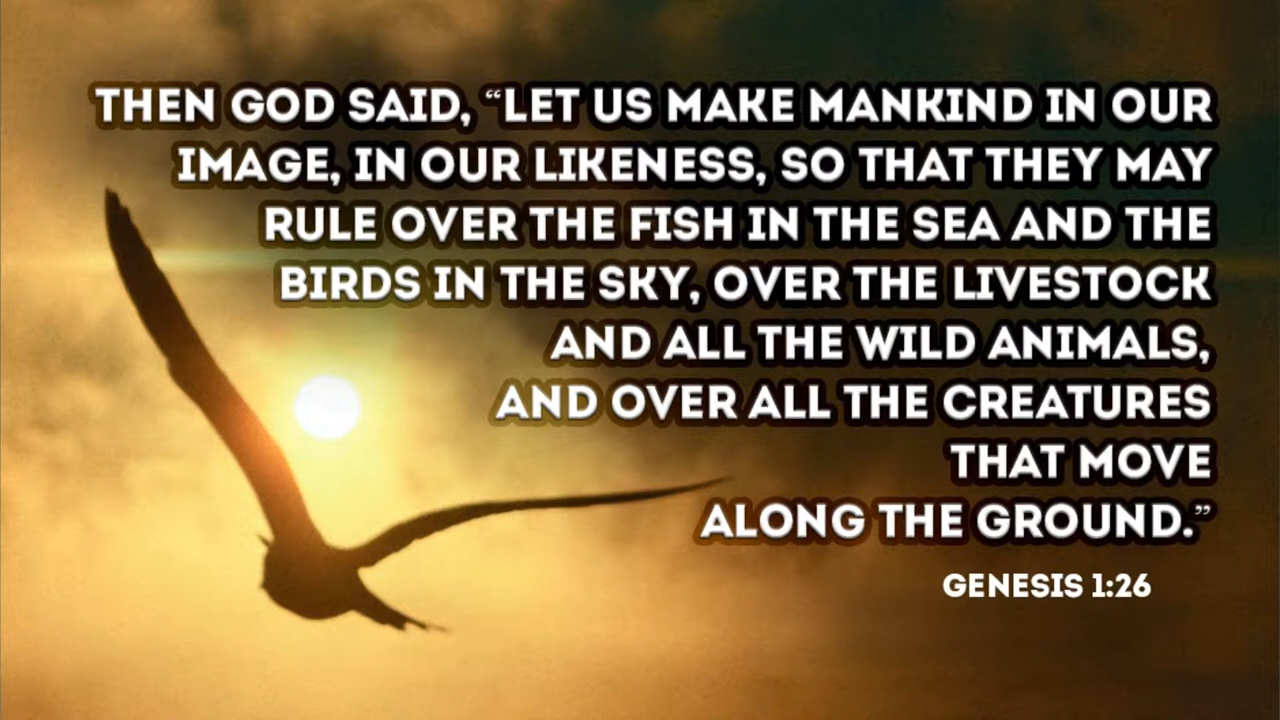 THEN GOD SAID, “LET US MAKE MANKIND IN OUR
IMAGE, IN OUR LIKENESS, SO THAT THEY MAY
RULE OVER THE FISH IN THE SEA AND THE
BIRDS IN THE SKY, OVER THE LIVESTOCK
AND ALL THE WILD ANIMALS,
AND OVER ALL THE CREATURES
THAT MOVE
ALONG THE GROUND.”
GENESIS 1:26